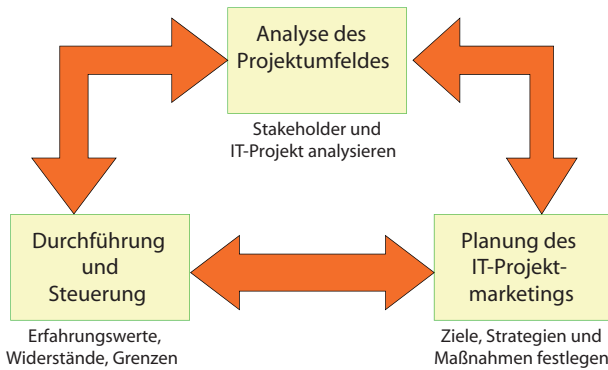 Analyse des
Projektumfeldes
Stakeholder und
IT-Projekt analysieren
Durchführung
und
Steuerung
Erfahrungswerte,
Widerstände, Grenzen
Planung des
IT-Projekt-
marketings
Ziele, Strategien und
Maßnahmen festlegen